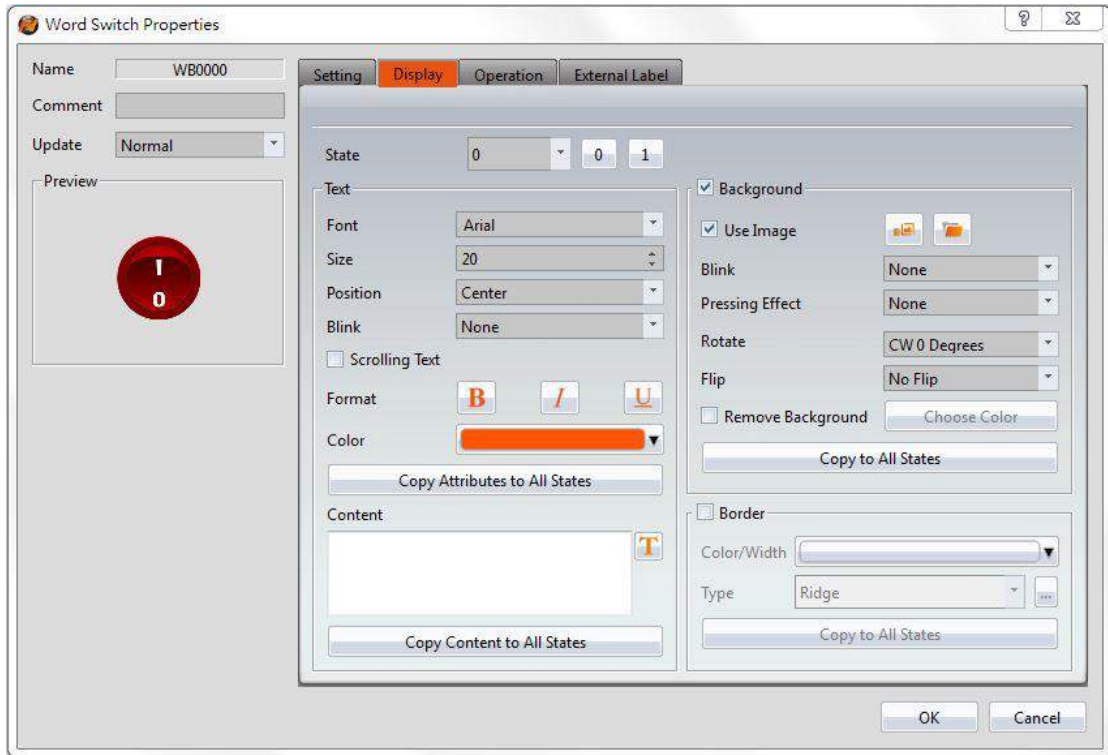 Word Switch Properties
Name WB0000
Comment
Update Normal
Preview
I
0
Setting Display Operation External Label
State 0 0 1
Text
Font Arial
Size 20
Position Center
Blink None
Scrolling Text
Format B I U
Color
Copy Attributes to All States
Content
T
Copy Content to All States
Background
Use Image
Blink None
Pressing Effect None
Rotate CW 0 Degrees
Flip No Flip
Remove Background Choose Color
Copy to All States
Border
Color/Width
Type Ridge ...
Copy to All States
OK Cancel